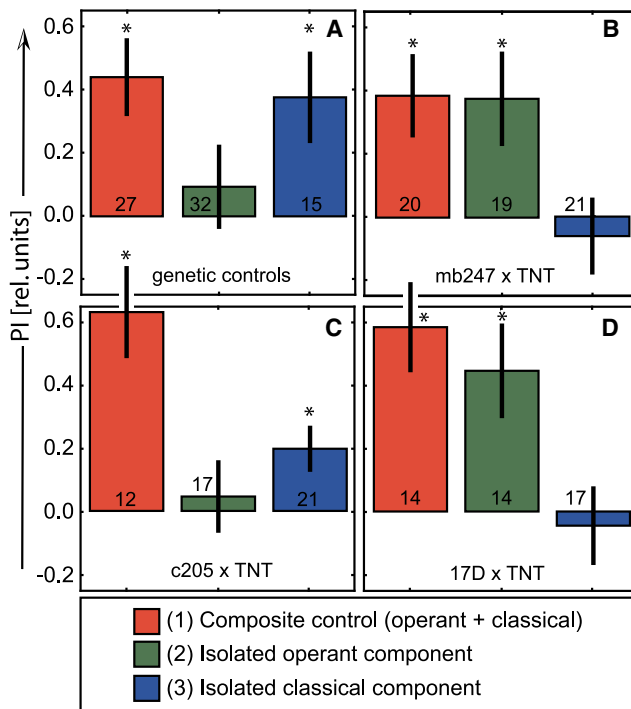 A
B
0.6
0.4
0.2
0.0
-0.2
* * * *
27 32 15 20 19 21
genetic controls
mb247 x TNT
PI [rel. units]
C
D
0.6
0.4
0.2
0.0
-0.2
* * * *
12 17 21 14 14 17
c205 x TNT
17D x TNT
(1) Composite control (operant + classical)
(2) Isolated operant component
(3) Isolated classical component